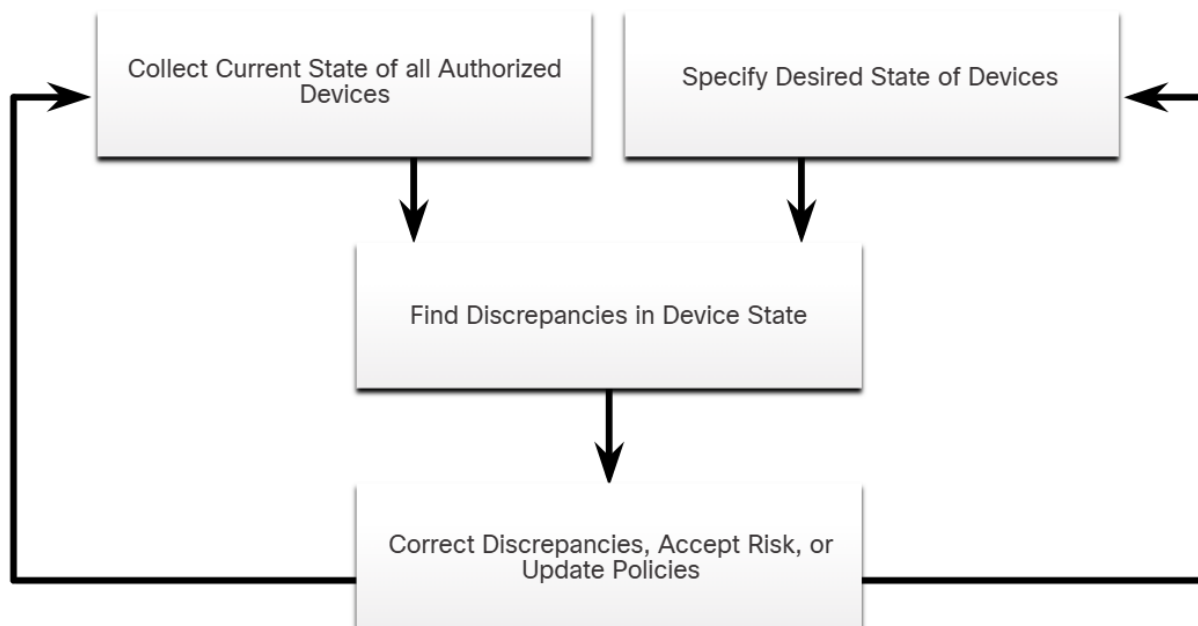 Collect Current State of all Authorized
Devices
Specify Desired State of Devices
Find Discrepancies in Device State
Correct Discrepancies, Accept Risk, or
Update Policies